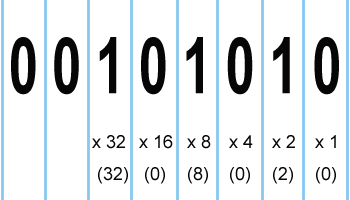 0 0 1 0 1 0 1 0
x 32 x 16 x 8 x 4 x 2 x 1
(32) (0) (8) (0) (2) (0)